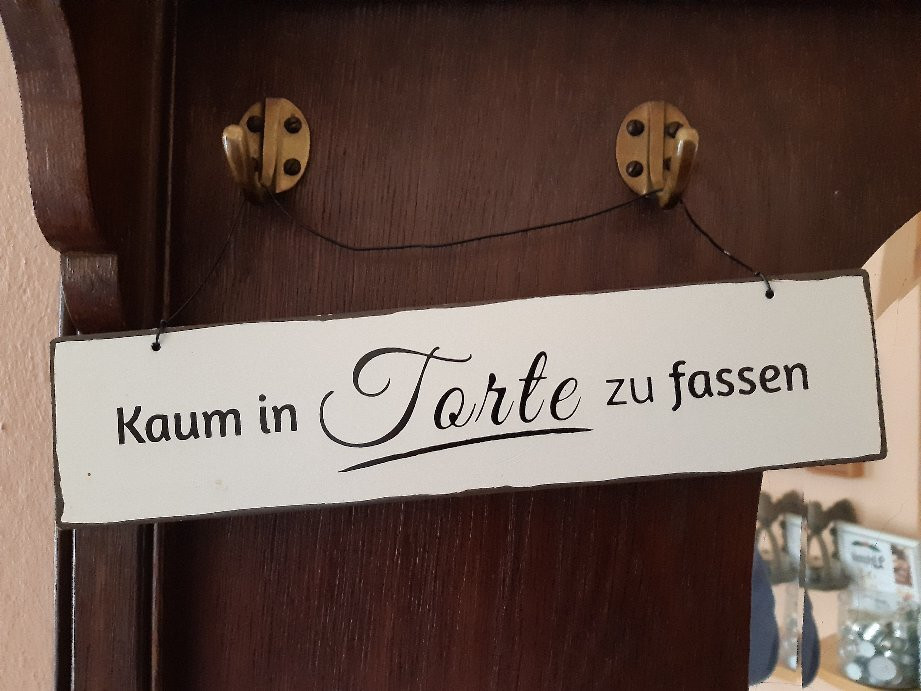 Kaum in Torte zu fassen